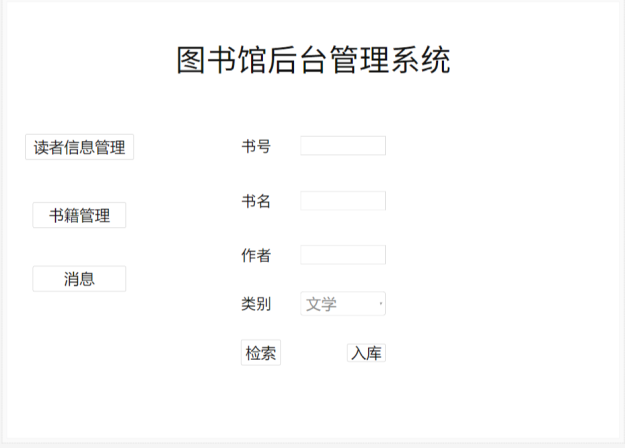 图书馆后台管理系统
读者信息管理
书籍管理
消息
书号
书名
作者
类别 文学
检索 入库